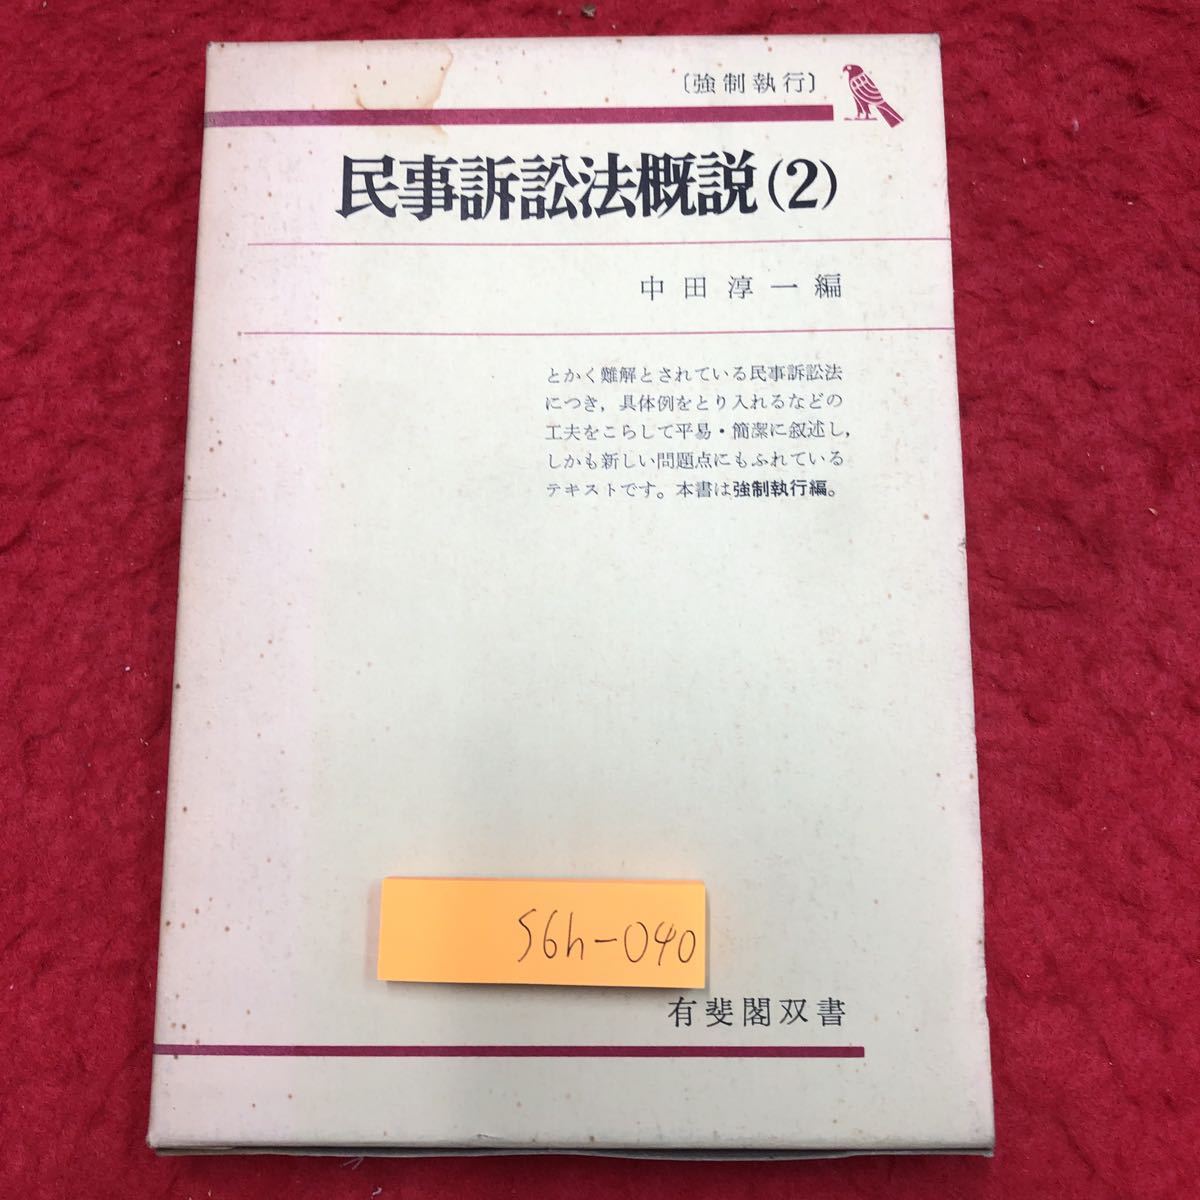 〔強制執行〕
民事訴訟法概説(2)
中田淳一編
とかく難解とされている民事訴訟法
につき，具体例をとり入れるなどの
工夫をこらして平易・簡潔に叙述し，
しかも新しい問題点にもふれている
テキストです。本書は強制執行編。
S6h-040
有斐閣双書